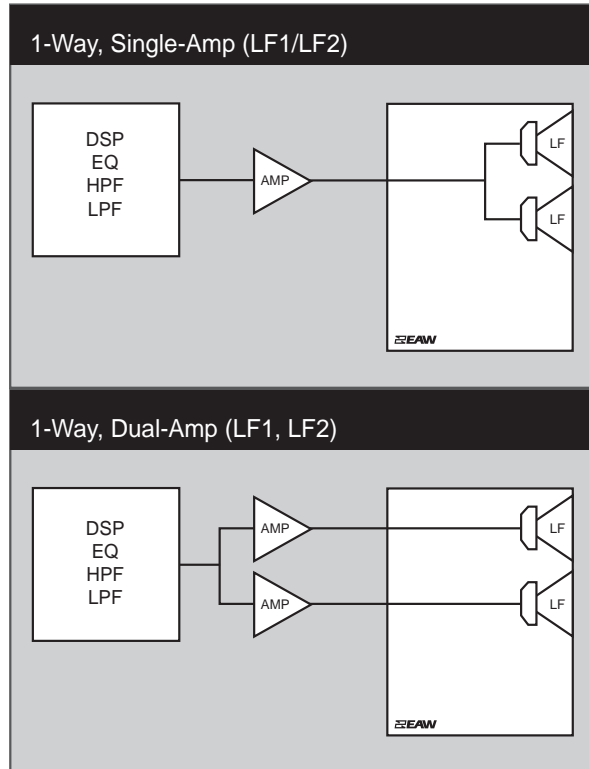 1-Way, Single-Amp (LF1/LF2)
DSP
EQ
HPF
LPF
AMP
LF
LF
EAW
1-Way, Dual-Amp (LF1, LF2)
DSP
EQ
HPF
LPF
AMP
AMP
LF
LF
EAW